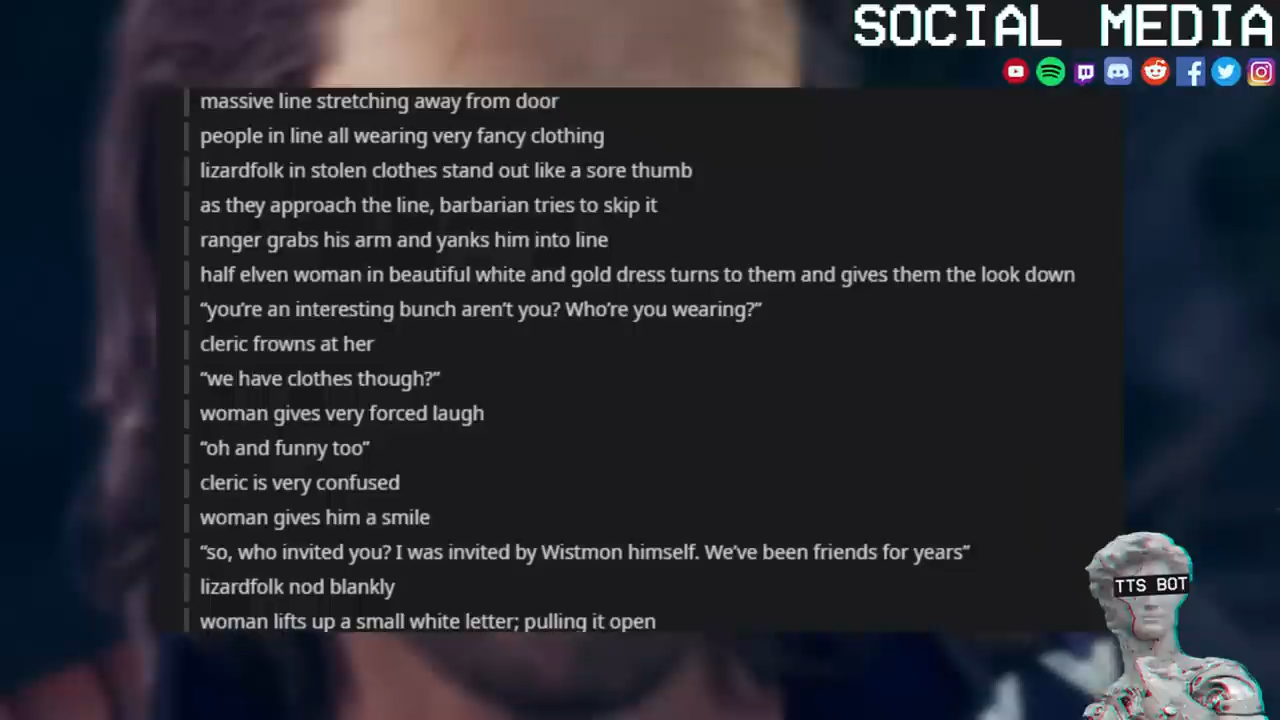 SOCIAL MEDIA
massive line stretching away from door
people in line all wearing very fancy clothing
lizardfolk in stolen clothes stand out like a sore thumb
as they approach the line, barbarian tries to skip it
ranger grabs his arm and yanks him into line
half elven woman in beautiful white and gold dress turns to them and gives them the look down
“you’re an interesting bunch aren’t you? Who’re you wearing?”
cleric frowns at her
“we have clothes though?”
woman gives very forced laugh
“oh and funny too”
cleric is very confused
woman gives him a smile
“so, who invited you? I was invited by Wistmon himself. We’ve been friends for years”
lizardfolk nod blankly
woman lifts up a small white letter; pulling it open
TTS BOT